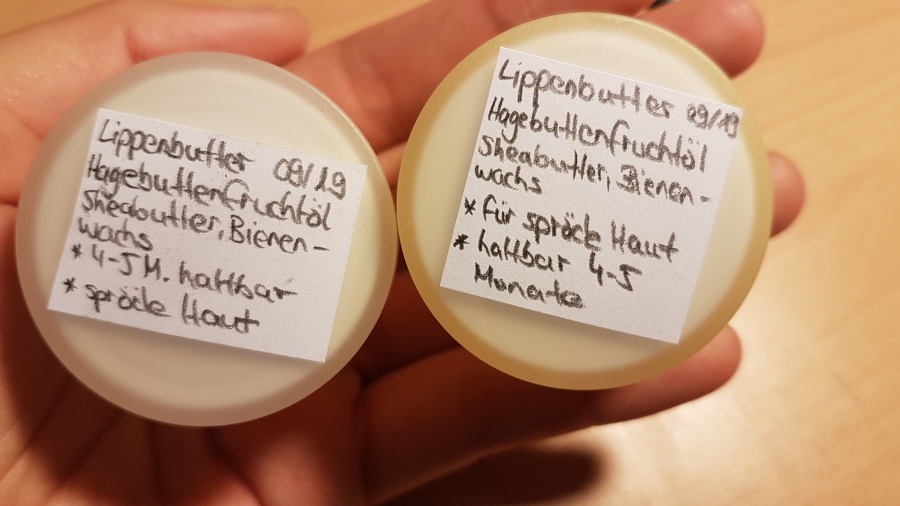 Lippenbutter 09/19
Hagebuttenfruchtöl
Sheabutter, Bienen-
wachs
* 4-5 M. haltbar
* spröde Haut
Lippenbutter 09/19
Hagebuttenfruchtöl
Sheabutter, Bienen-
wachs
* für spröde Haut
* haltbar 4-5
Monate